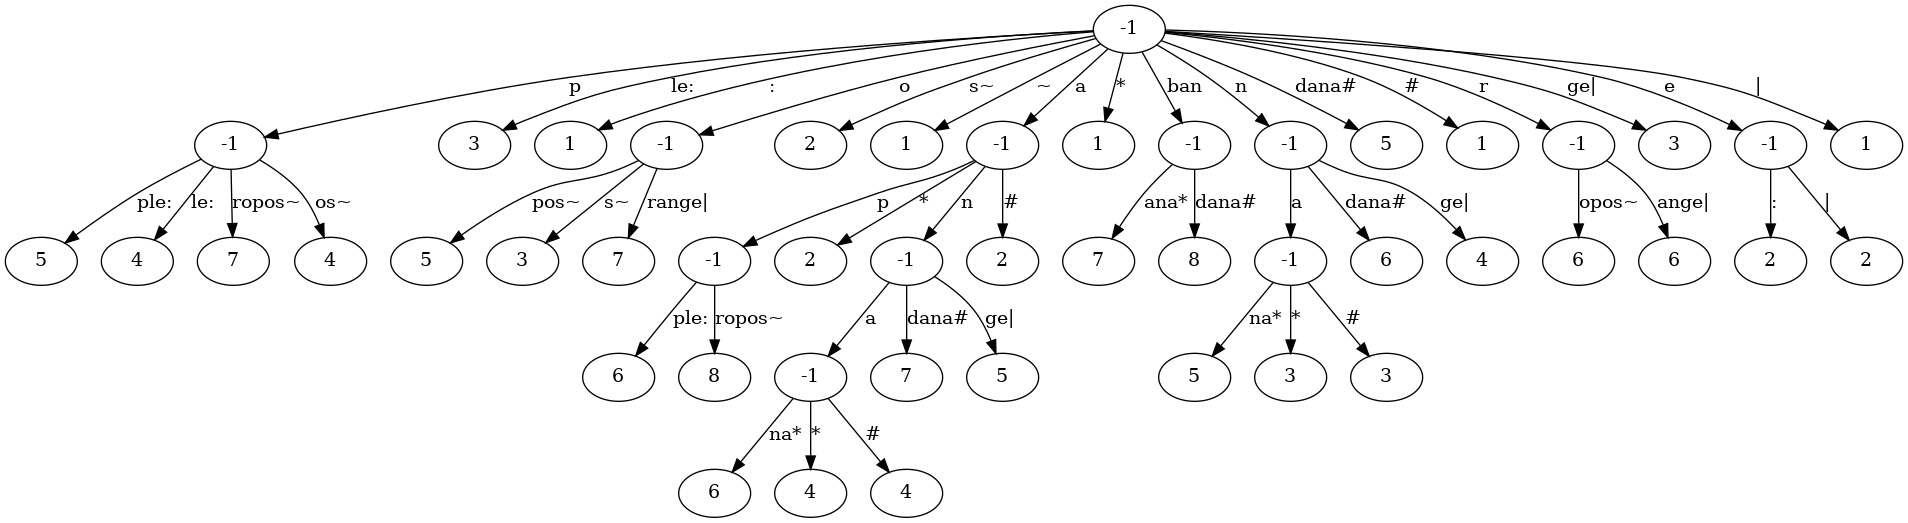 -1
p le: : o s~ ~ a * ban n dana# # r ge| e |
-1 3 1 -1 2 1 -1 1 -1 -1 5 1 -1 3 -1 1
ple: le: ropos~ os~ pos~ s~ range| p * n # ana* dana# a dana# ge| opos~ ange| : |
5 4 7 4 5 3 7 -1 2 -1 2 7 8 -1 6 4 6 6 2 2
ple: ropos~ a dana# ge| na* * #
6 8 -1 7 5 5 3 3
na* * #
6 4 4